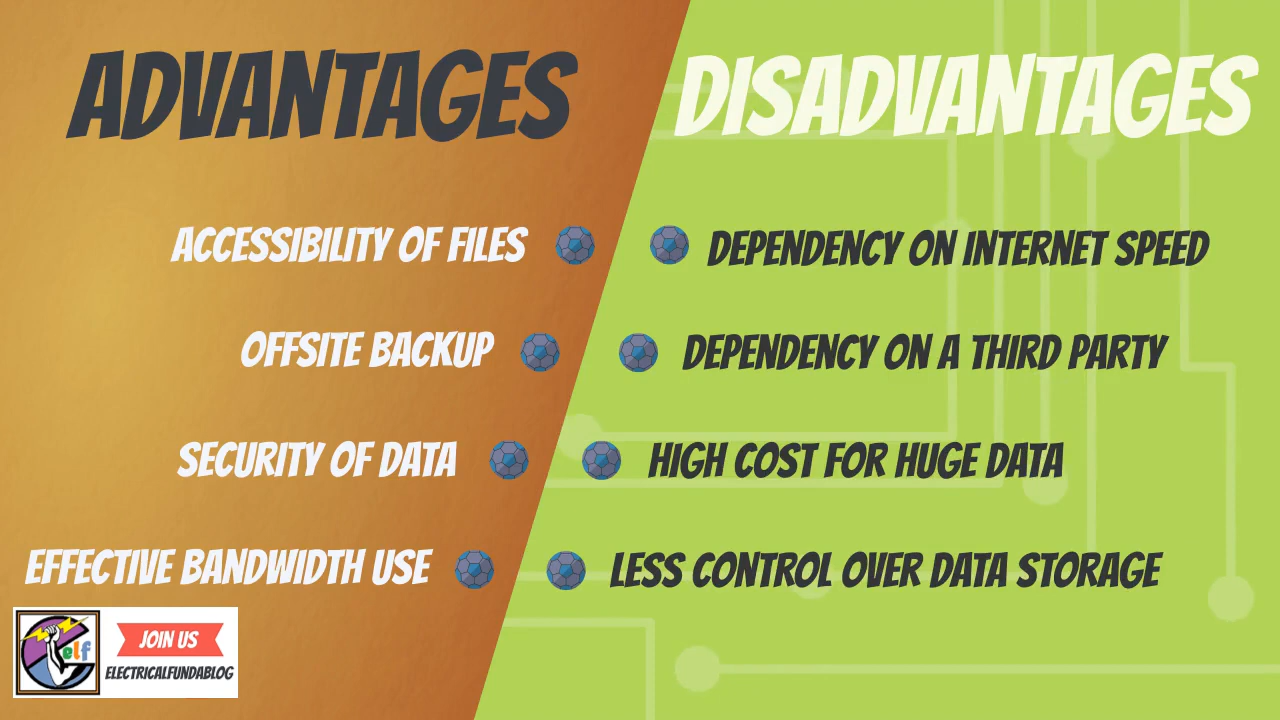 ADVANTAGES
DISADVANTAGES
ACCESSIBILITY OF FILES
OFFSITE BACKUP
SECURITY OF DATA
EFFECTIVE BANDWIDTH USE
DEPENDENCY ON INTERNET SPEED
DEPENDENCY ON A THIRD PARTY
HIGH COST FOR HUGE DATA
LESS CONTROL OVER DATA STORAGE
elf
JOIN US
ELECTRICALFUNDABLOG